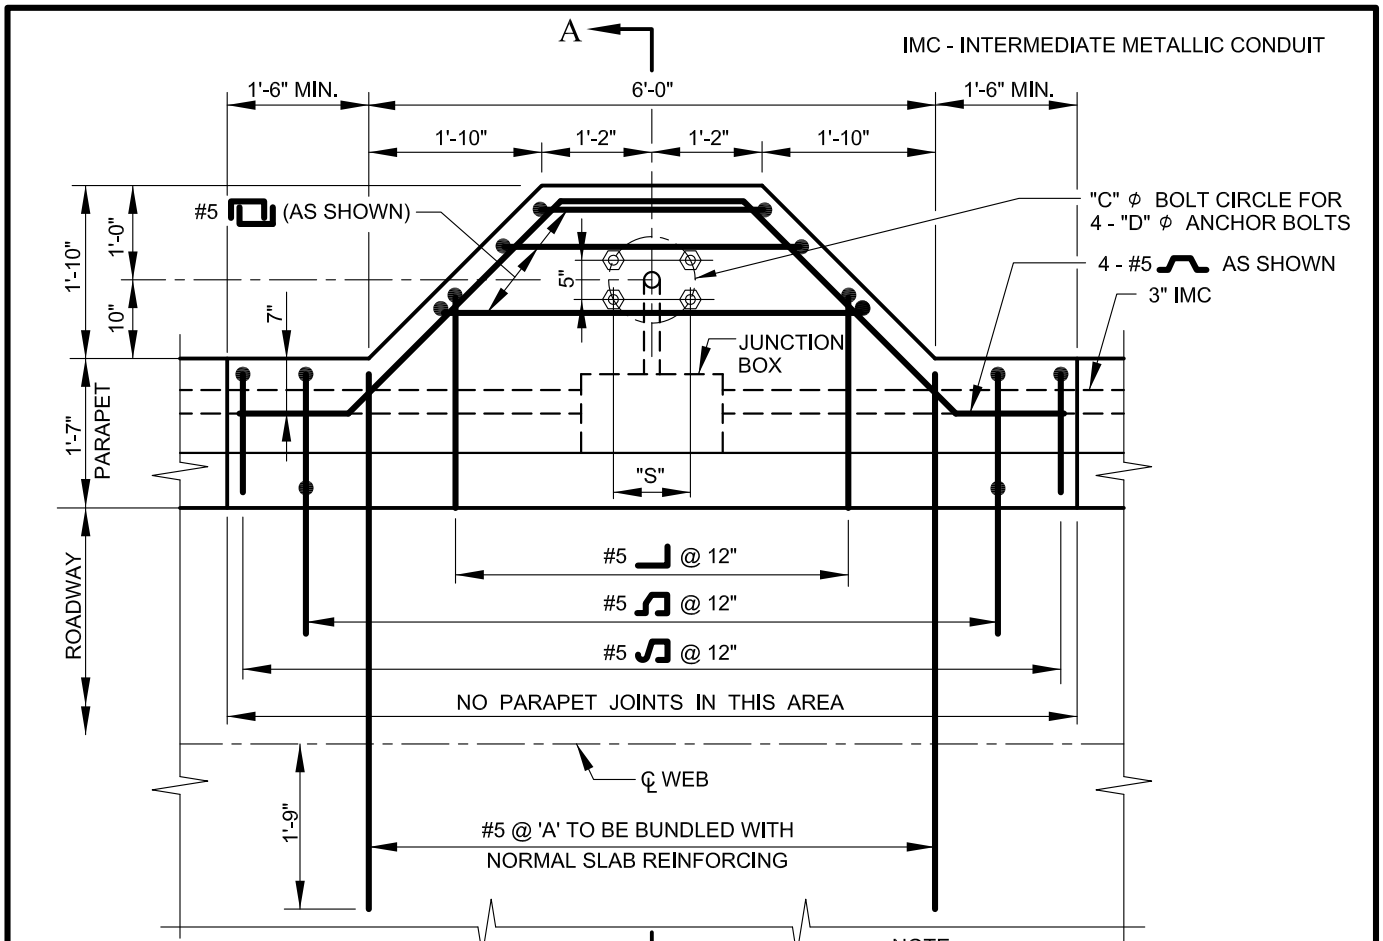 A
IMC - INTERMEDIATE METALLIC CONDUIT
1'-6" MIN.
6'-0"
1'-6" MIN.
1'-10"
1'-2"
1'-2"
1'-10"
#5 (AS SHOWN)
"C" ϕ BOLT CIRCLE FOR
4 - "D" ϕ ANCHOR BOLTS
1'-10"
1'-0"
4 - #5 AS SHOWN
5"
3" IMC
10"
7"
JUNCTION
BOX
1'-7"
PARAPET
"S"
#5 @ 12"
#5 @ 12"
#5 @ 12"
ROADWAY
NO PARAPET JOINTS IN THIS AREA
℄ WEB
1'-9"
#5 @ 'A' TO BE BUNDLED WITH
NORMAL SLAB REINFORCING